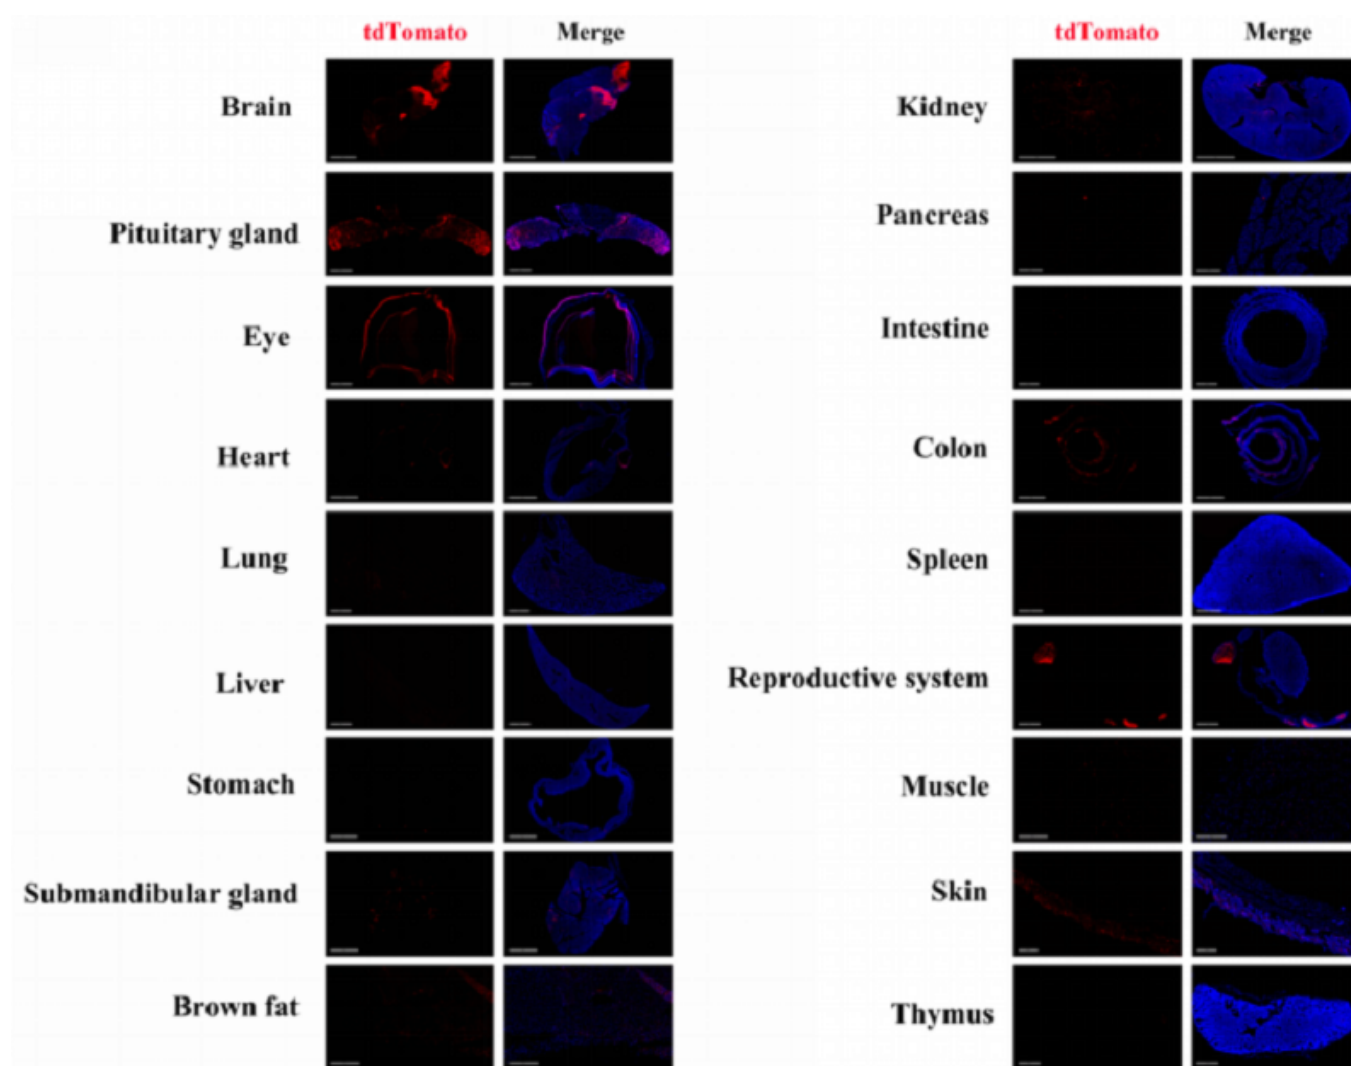 tdTomato Merge
Brain
Pituitary gland
Eye
Heart
Lung
Liver
Stomach
Submandibular gland
Brown fat
tdTomato Merge
Kidney
Pancreas
Intestine
Colon
Spleen
Reproductive system
Muscle
Skin
Thymus